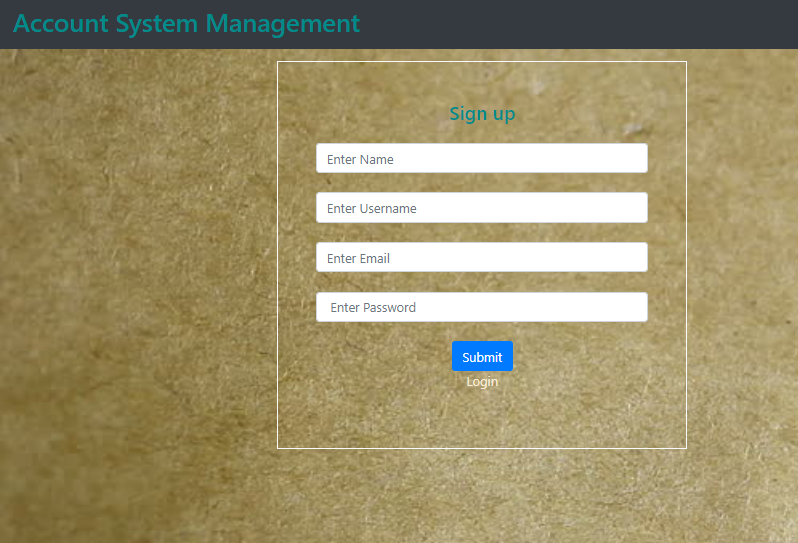 Account System Management
Sign up
Enter Name
Enter Username
Enter Email
Enter Password
Submit
Login